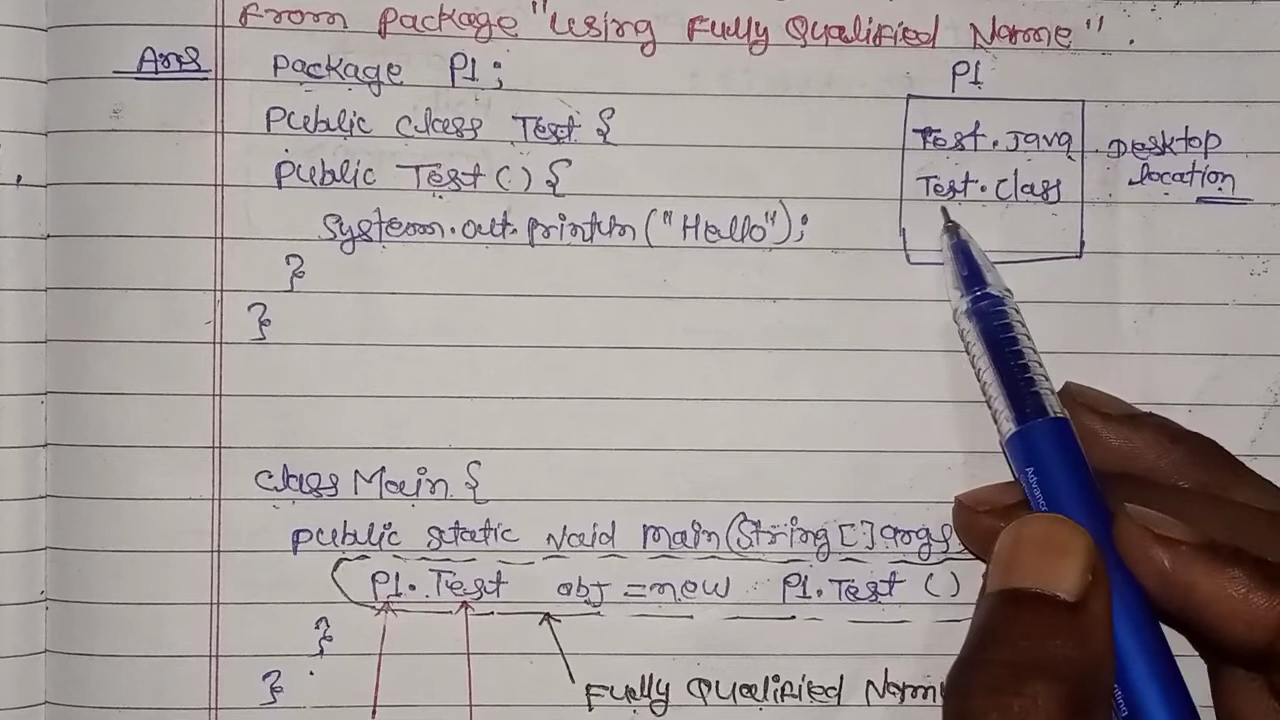 From Package "Using Fully Qualified Name".
Ans
Package P1;
Public Class Test {
Public Test () {
System.out.println ("Hello");
}
}
P1
Test.Java
Test.Class
Desktop
location
Class Main {
Public static void main(String []args
P1.Test obj = new P1.Test ()
}
}
Fully Qualified Name